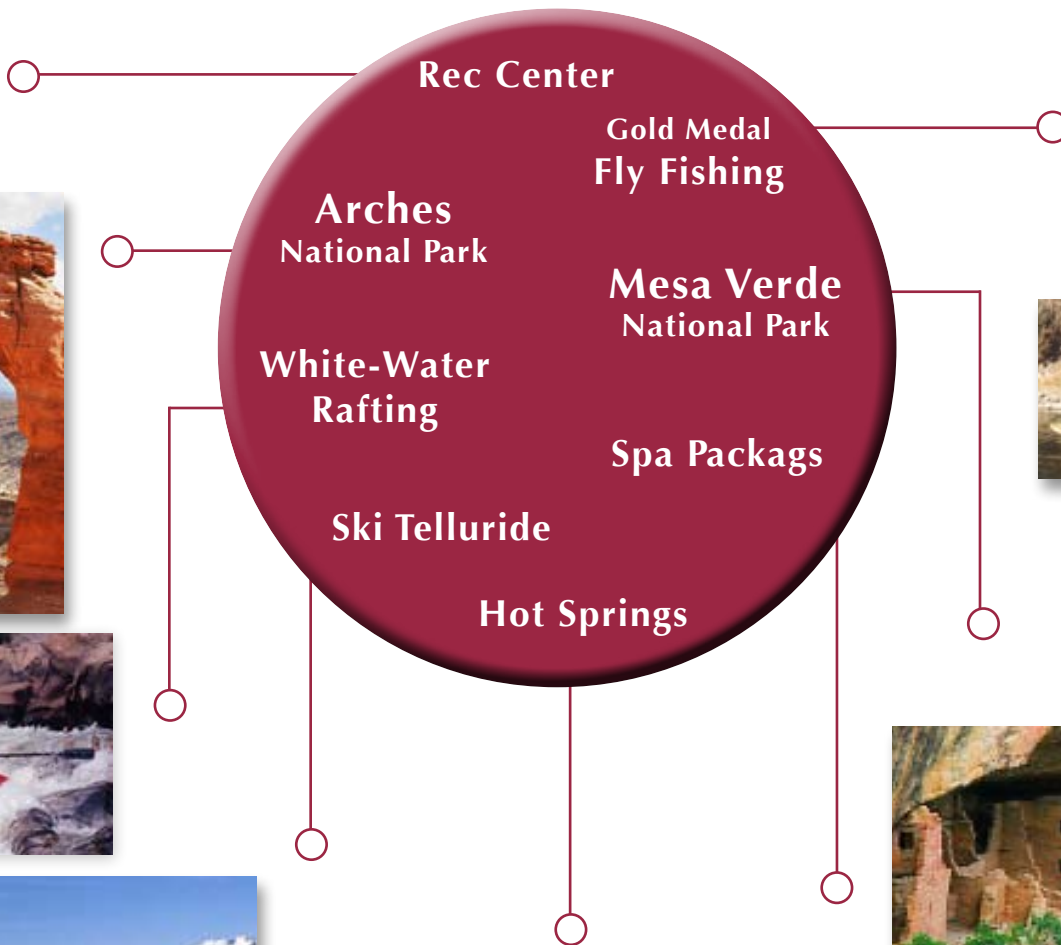 Rec Center
Gold Medal
Fly Fishing
Arches
National Park
Mesa Verde
National Park
White-Water
Rafting
Spa Packags
Ski Telluride
Hot Springs